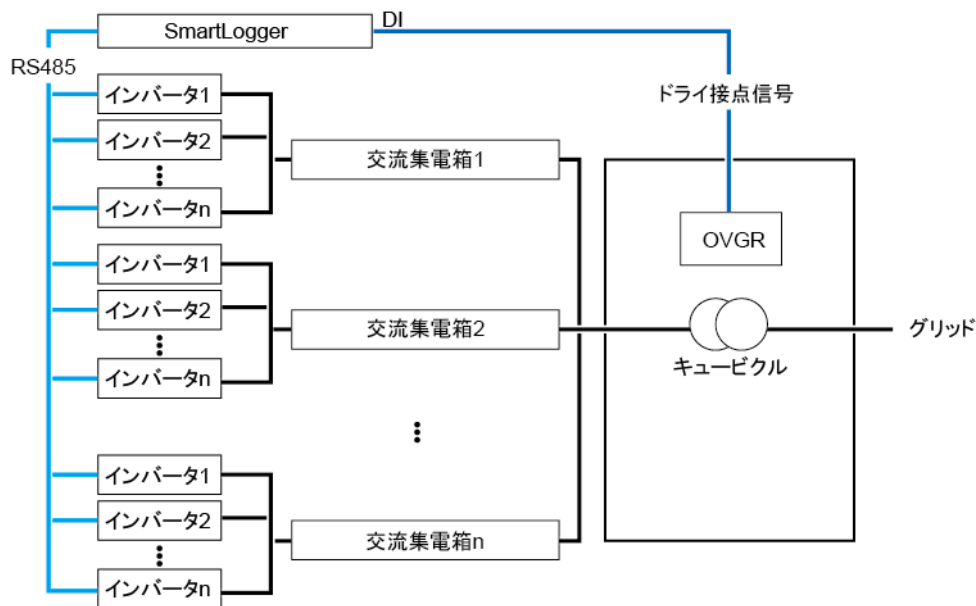 SmartLogger
DI
RS485
ドライ接点信号
インバータ1
インバータ2
インバータn
交流集電箱1
OVGR
インバータ1
インバータ2
インバータn
交流集電箱2
キュービクル
グリッド
インバータ1
インバータ2
インバータn
交流集電箱n